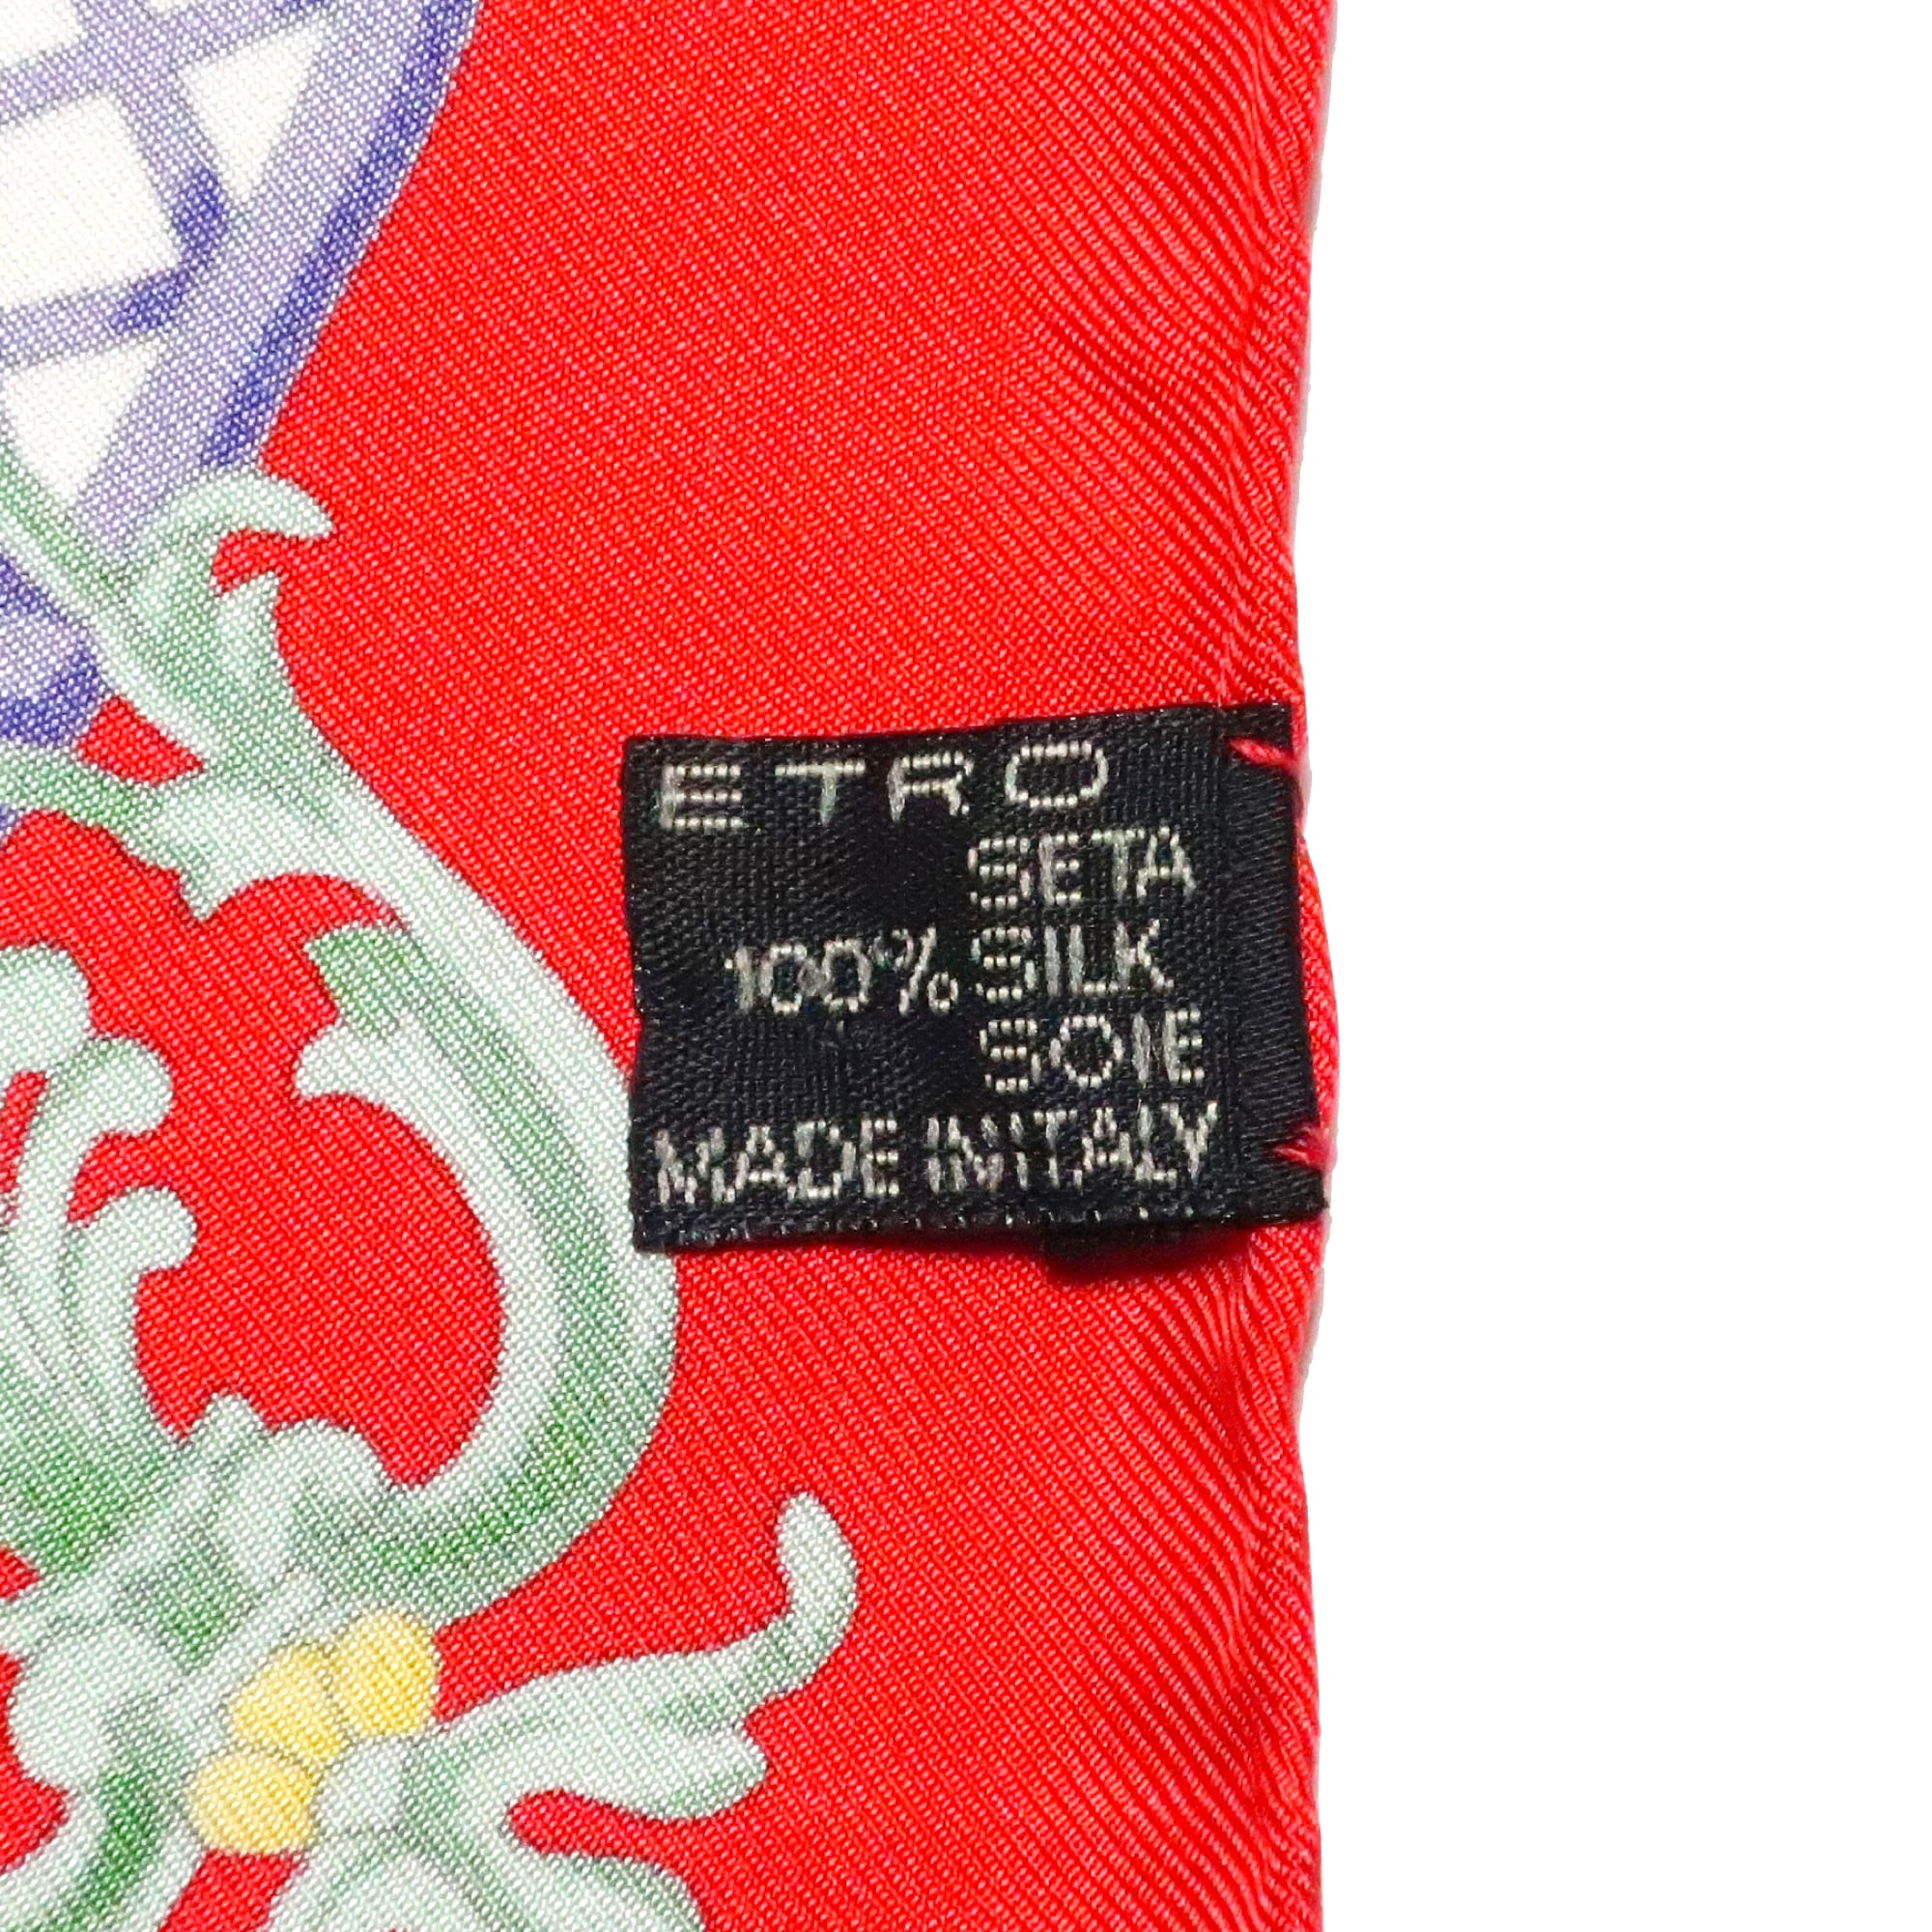 ETRO
SETA
100% SILK
SOIE
MADE IN ITALY